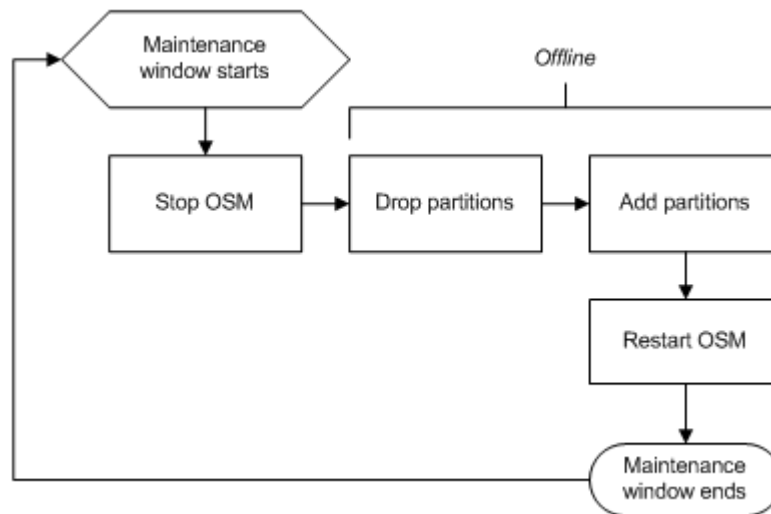 Maintenance
window starts
Offline
Stop OSM
Drop partitions
Add partitions
Restart OSM
Maintenance
window ends